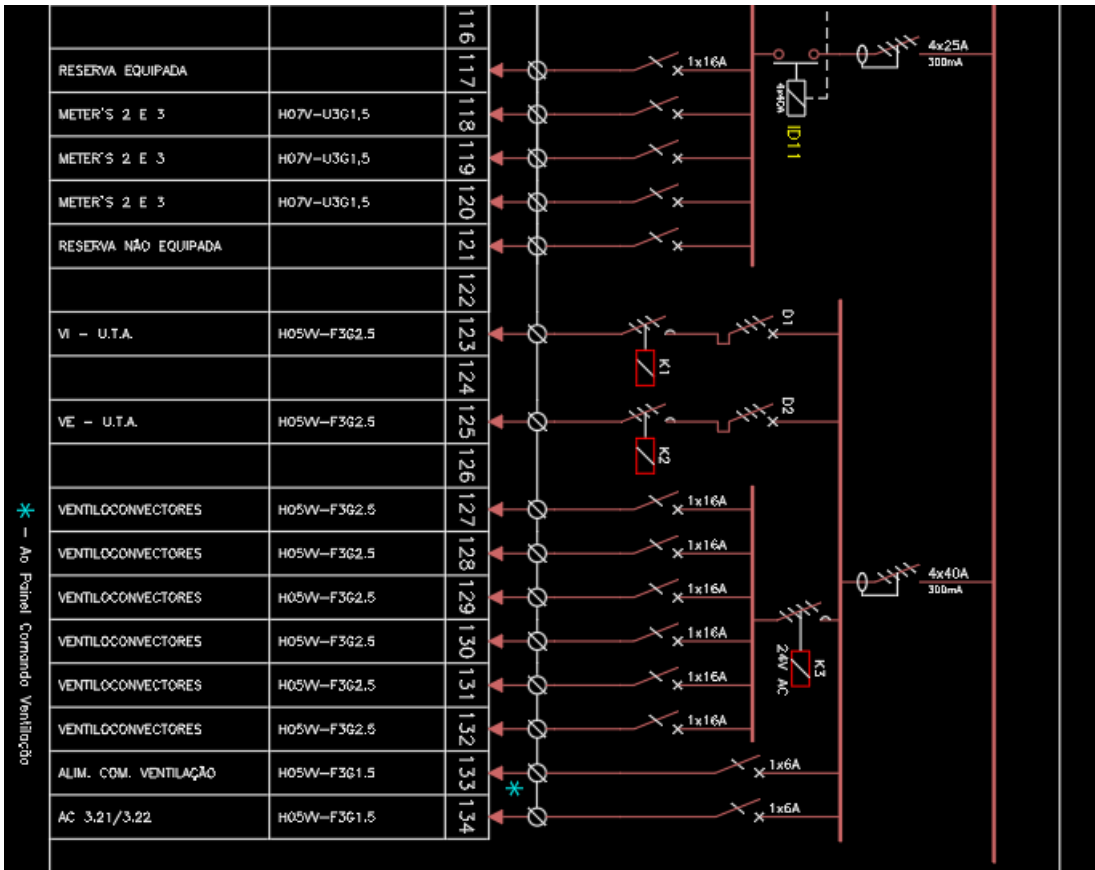 116
RESERVA EQUIPADA 117 1x16A
4x25A
300mA
4x40A
ID11
METER'S 2 E 3 H07V-U3G1,5 118
METER'S 2 E 3 H07V-U3G1,5 119
METER'S 2 E 3 H07V-U3G1,5 120
RESERVA NÃO EQUIPADA 121
122
VI - U.T.A. H05VV-F3G2.5 123 K1 D1
124
VE - U.T.A. H05VV-F3G2.5 125 K2 D2
126
VENTILOCONVECTORES H05VV-F3G2.5 127 1x16A
VENTILOCONVECTORES H05VV-F3G2.5 128 1x16A
VENTILOCONVECTORES H05VV-F3G2.5 129 1x16A
4x40A
300mA
VENTILOCONVECTORES H05VV-F3G2.5 130 1x16A
K3
24V AC
VENTILOCONVECTORES H05VV-F3G2.5 131 1x16A
VENTILOCONVECTORES H05VV-F3G2.5 132 1x16A
ALIM. COM. VENTILAÇÃO H05VV-F3G1.5 133 * 1x6A
AC 3.21/3.22 H05VV-F3G1.5 134 1x6A
* - Ao Painel Comando Ventilação